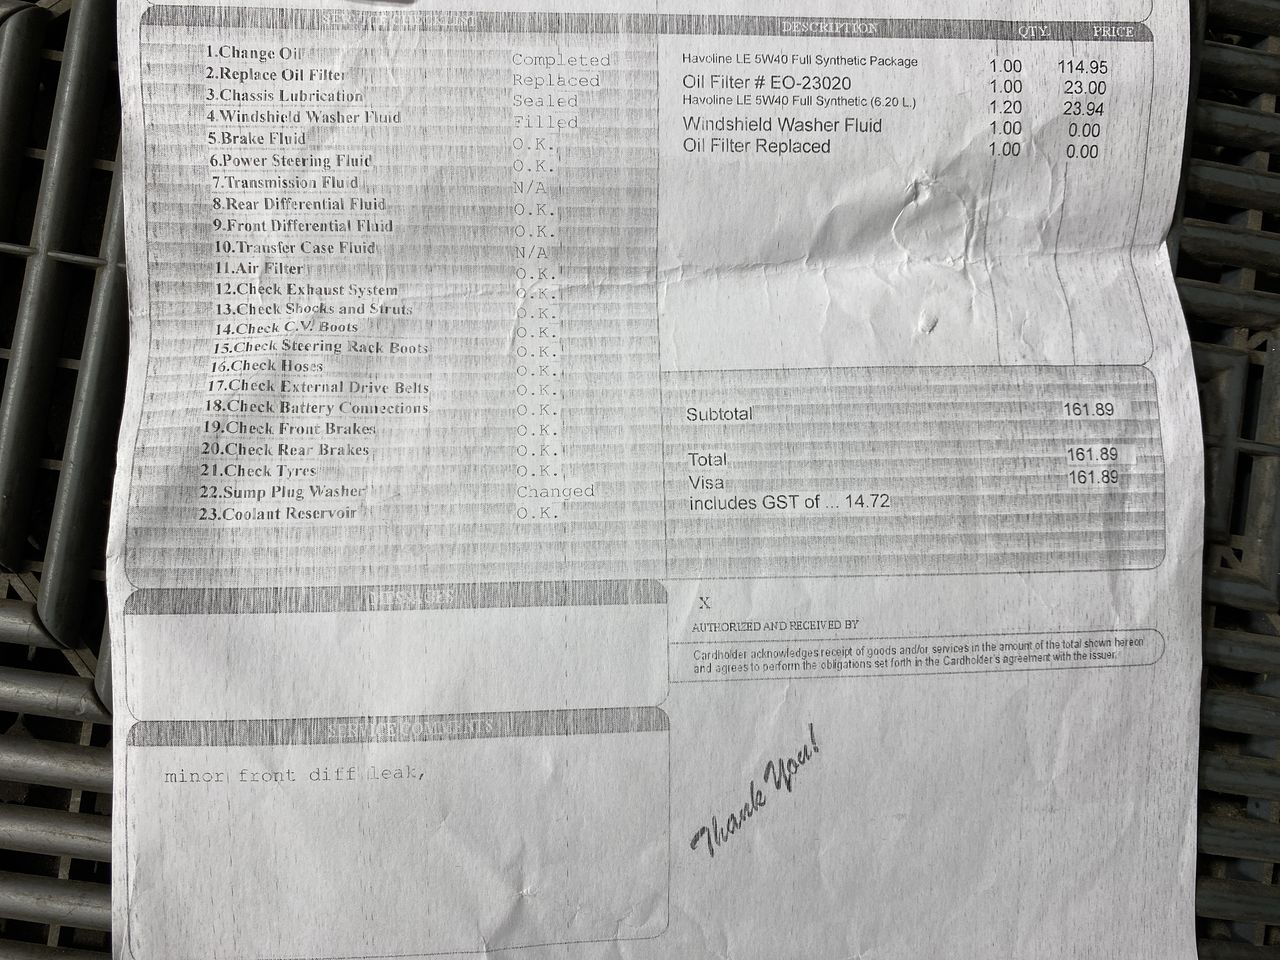 SERVICE CHECKLIST
1.Change Oil Completed
2.Replace Oil Filter Replaced
3.Chassis Lubrication Sealed
4.Windshield Washer Fluid Filled
5.Brake Fluid O.K.
6.Power Steering Fluid O.K.
7.Transmission Fluid N/A
8.Rear Differential Fluid O.K.
9.Front Differential Fluid O.K.
10.Transfer Case Fluid N/A
11.Air Filter O.K.
12.Check Exhaust System O.K.
13.Check Shocks and Struts O.K.
14.Check C.V. Boots O.K.
15.Check Steering Rack Boots O.K.
16.Check Hoses O.K.
17.Check External Drive Belts O.K.
18.Check Battery Connections O.K.
19.Check Front Brakes O.K.
20.Check Rear Brakes O.K.
21.Check Tyres O.K.
22.Sump Plug Washer Changed
23.Coolant Reservoir O.K.
MESSAGES
SERVICE COMMENTS
minor front diff leak,
DESCRIPTION QTY. PRICE
Havoline LE 5W40 Full Synthetic Package 1.00 114.95
Oil Filter # EO-23020 1.00 23.00
Havoline LE 5W40 Full Synthetic (6.20 L.) 1.20 23.94
Windshield Washer Fluid 1.00 0.00
Oil Filter Replaced 1.00 0.00
Subtotal 161.89
Total 161.89
Visa 161.89
includes GST of ... 14.72
X
AUTHORIZED AND RECEIVED BY
Cardholder acknowledges receipt of goods and/or services in the amount of the total shown hereon
and agrees to perform the obligations set forth in the Cardholder's agreement with the issuer.
Thank You!